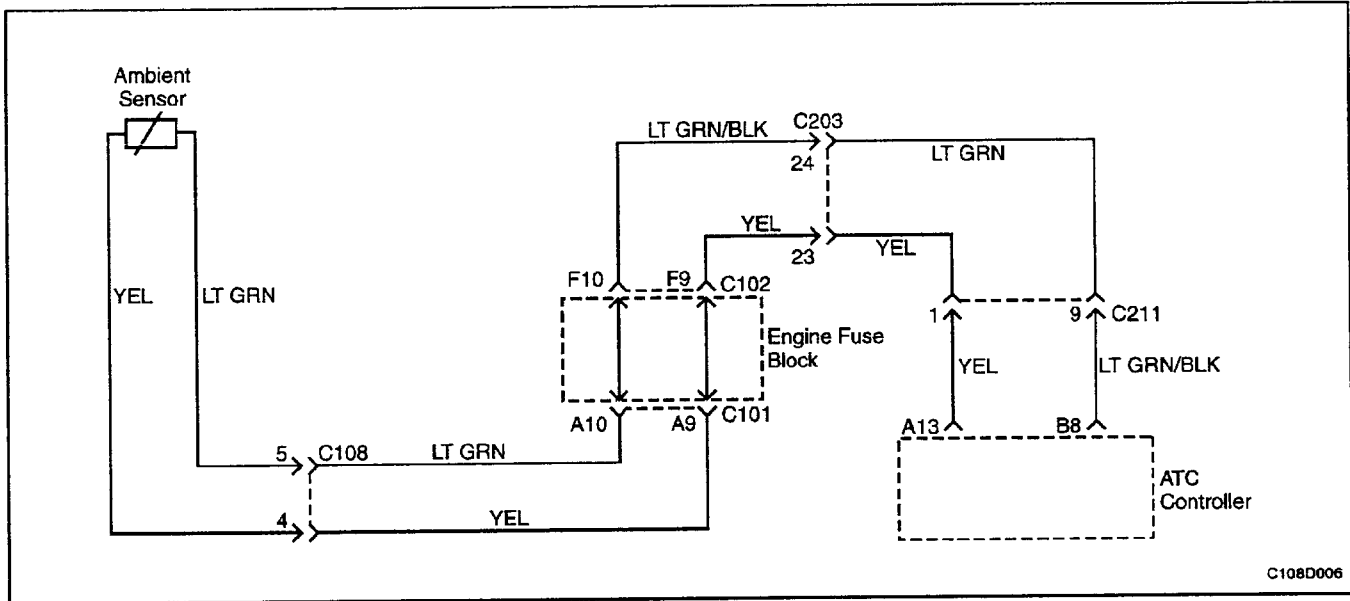 Ambient
Sensor
YEL
LT GRN
5
C108
4
LT GRN
YEL
LT GRN/BLK
C203
24
LT GRN
YEL
23
YEL
F10
F9
C102
Engine Fuse
Block
A10
A9
C101
1
9
C211
YEL
LT GRN/BLK
A13
B8
ATC
Controller
C108D006